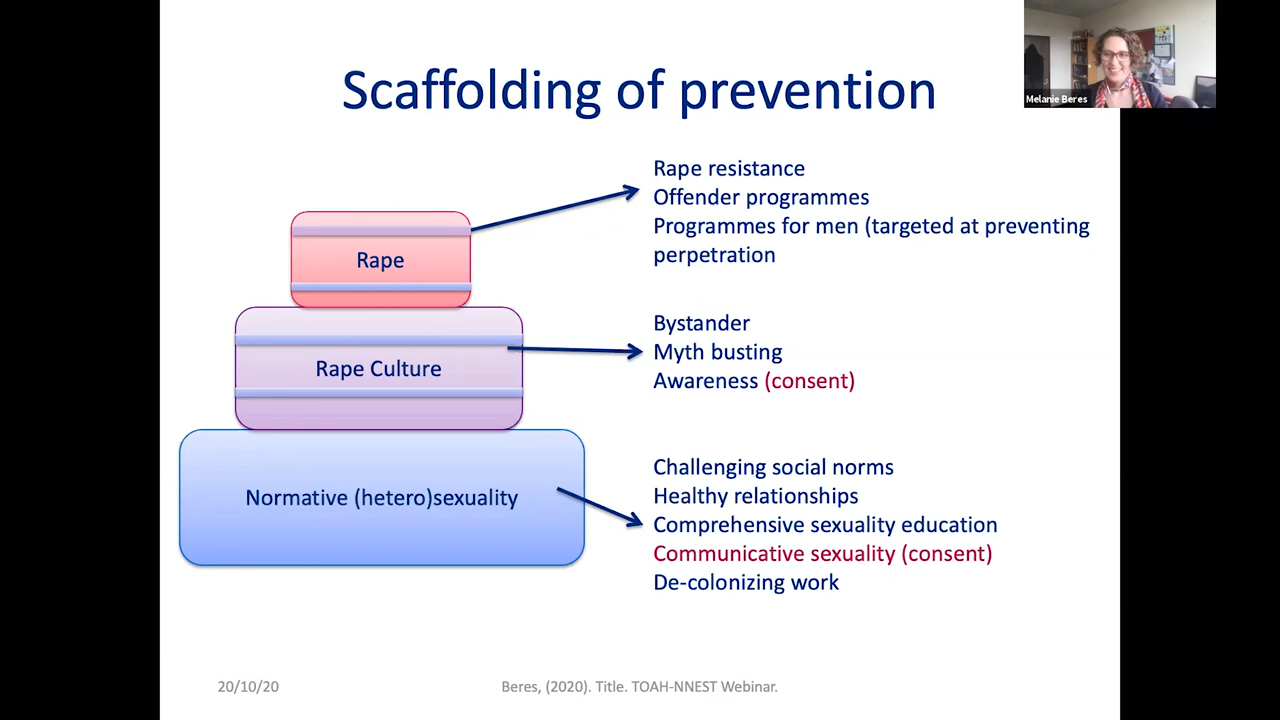 Scaffolding of prevention
Melanie Beres
Rape resistance
Offender programmes
Programmes for men (targeted at preventing
perpetration
Rape
Bystander
Myth busting
Awareness (consent)
Rape Culture
Challenging social norms
Healthy relationships
Comprehensive sexuality education
Communicative sexuality (consent)
De-colonizing work
Normative (hetero)sexuality
20/10/20
Beres, (2020). Title. TOAH-NNEST Webinar.